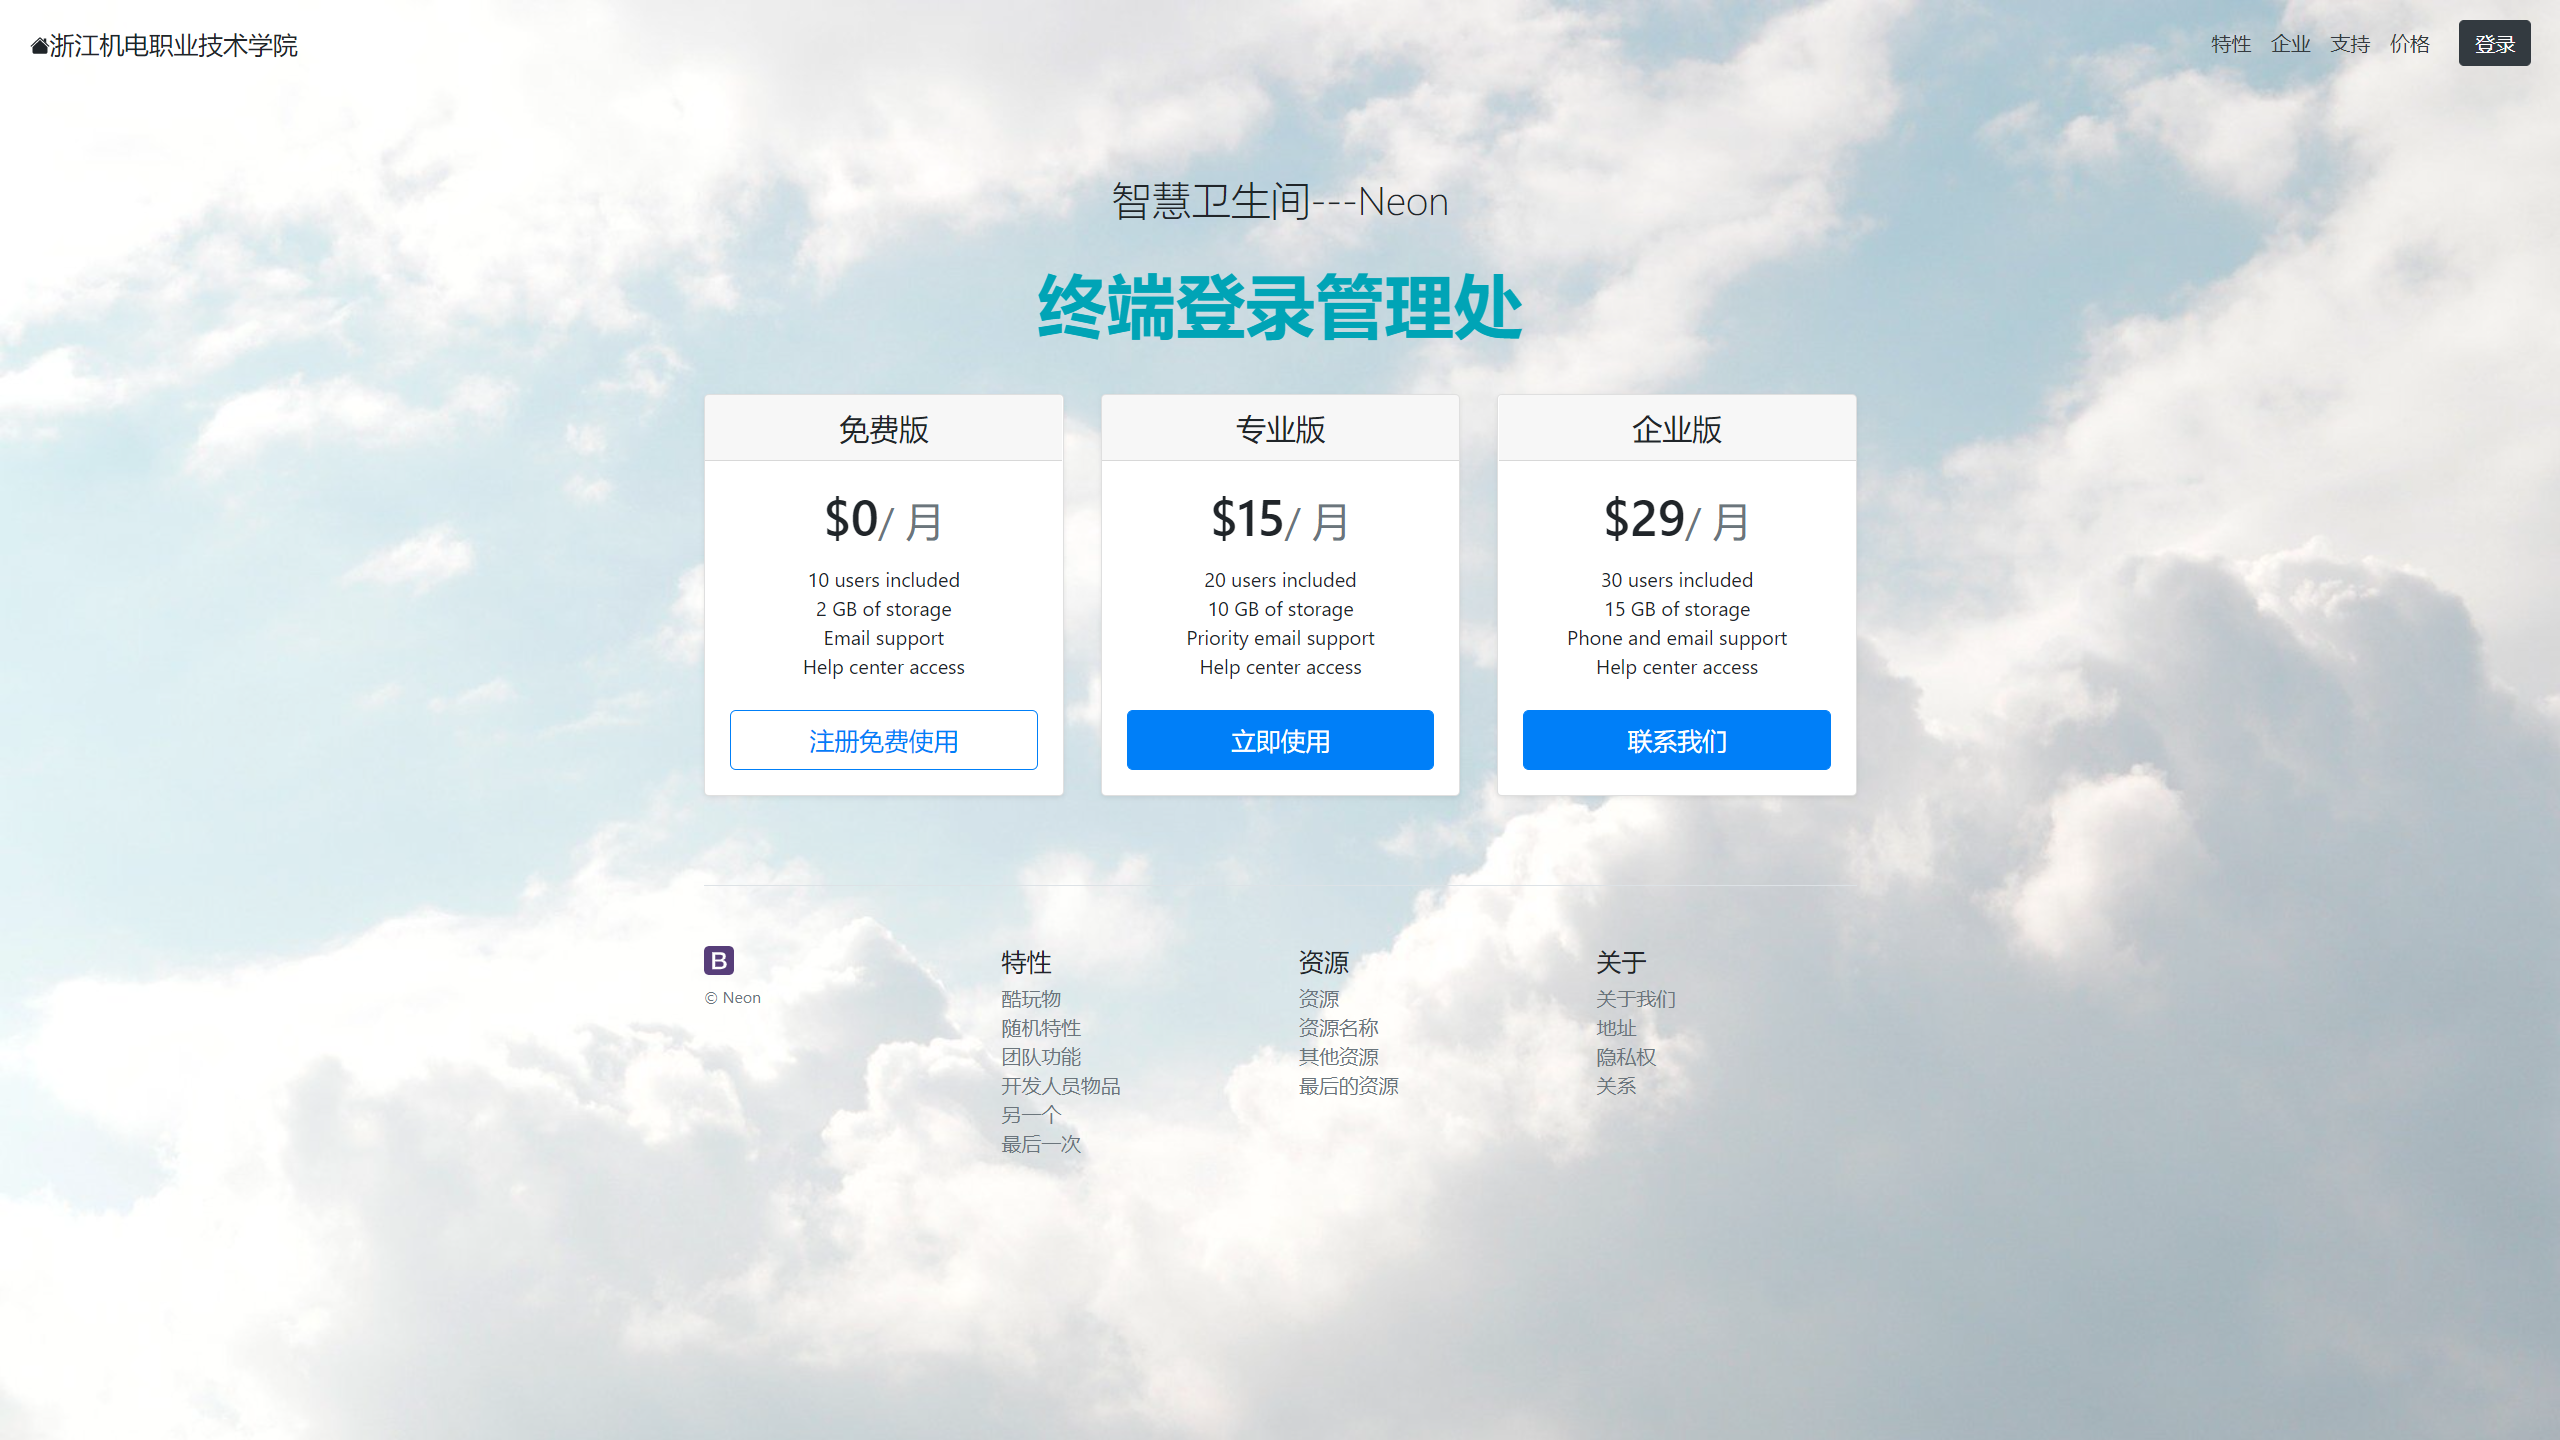 浙江机电职业技术学院
特性 企业 支持 价格 登录
智慧卫生间---Neon
终端登录管理处
免费版
$0/ 月
10 users included
2 GB of storage
Email support
Help center access
注册免费使用
专业版
$15/ 月
20 users included
10 GB of storage
Priority email support
Help center access
立即使用
企业版
$29/ 月
30 users included
15 GB of storage
Phone and email support
Help center access
联系我们
B
© Neon
特性
酷玩物
随机特性
团队功能
开发人员物品
另一个
最后一次
资源
资源
资源名称
其他资源
最后的资源
关于
关于我们
地址
隐私权
关系